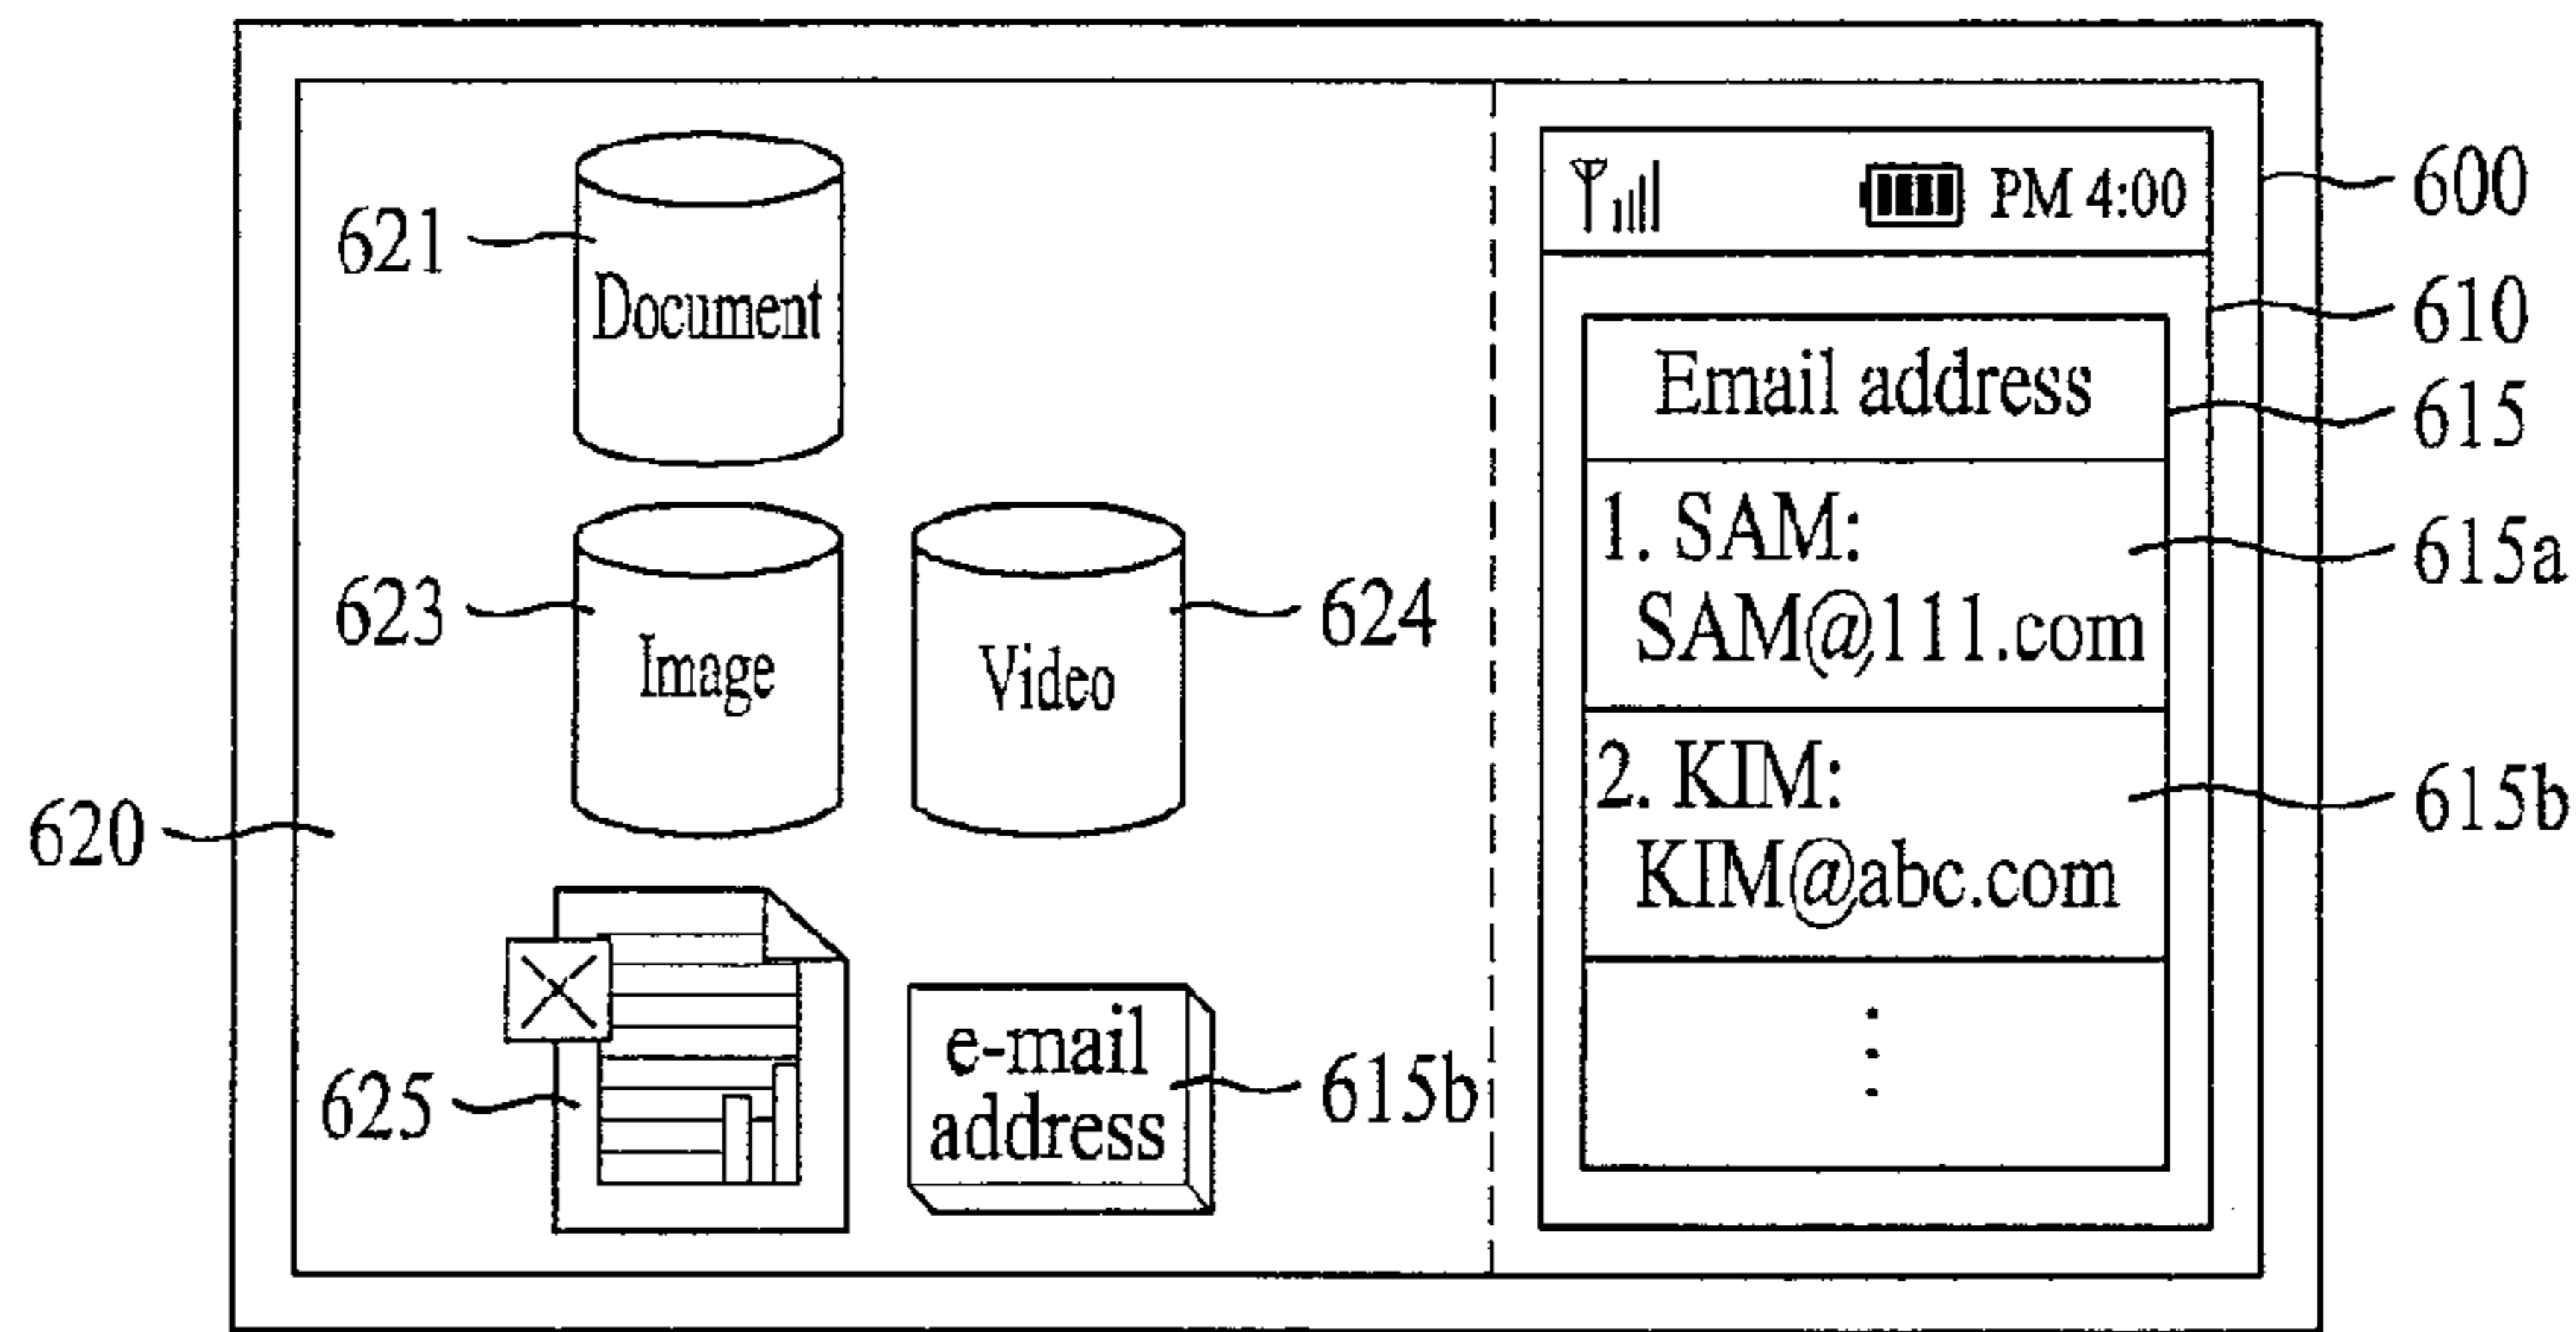 621
Document
623
Image
Video
624
620
625
e-mail
address
615b
PM 4:00
600
610
Email address
615
1. SAM:
SAM@111.com
615a
2. KIM:
KIM@abc.com
615b